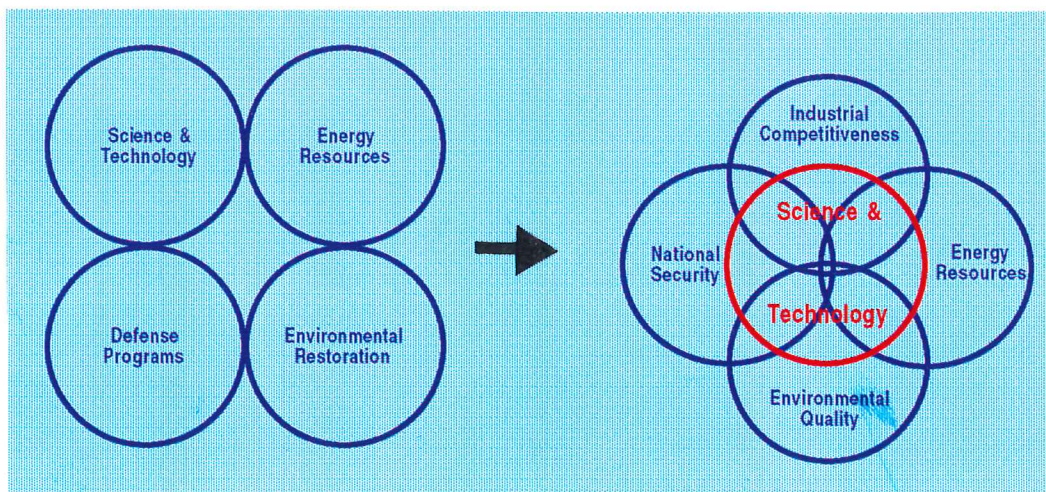 Science &
Technology
Energy
Resources
Defense
Programs
Environmental
Restoration
Industrial
Competitiveness
Science &
National
Security
Energy
Resources
Technology
Environmental
Quality